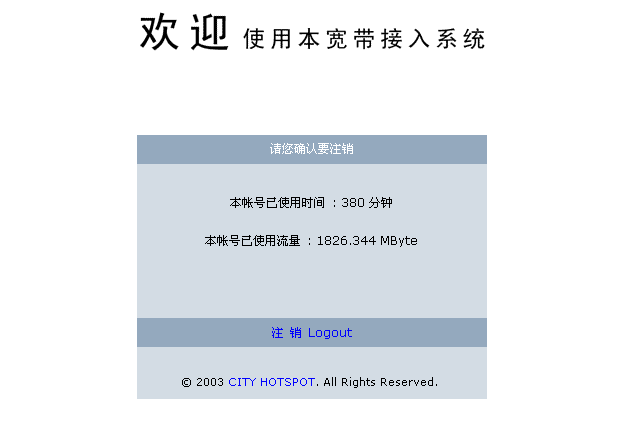 欢迎 使用本宽带接入系统
请您确认要注销
本帐号已使用时间 : 380 分钟
本帐号已使用流量 : 1826.344 MByte
注 销 Logout
© 2003 CITY HOTSPOT. All Rights Reserved.